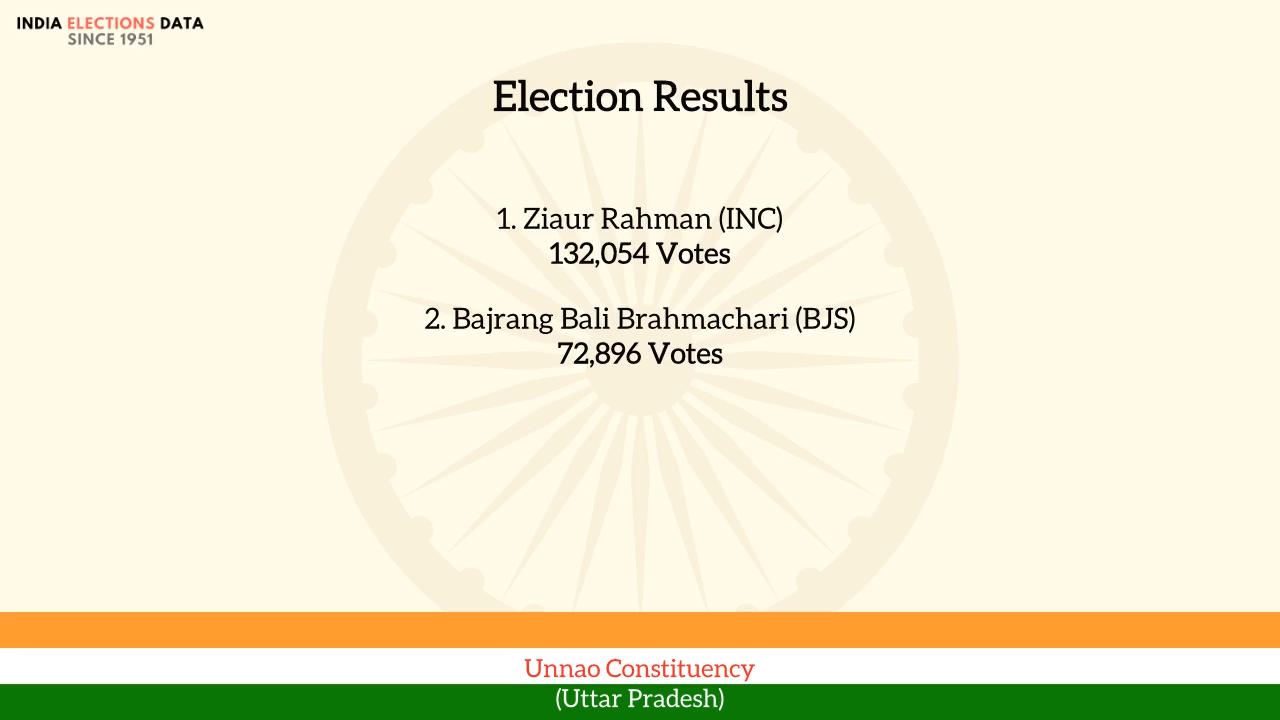 INDIA ELECTIONS DATA
SINCE 1951
Election Results
1. Ziaur Rahman (INC)
132,054 Votes
2. Bajrang Bali Brahmachari (BJS)
72,896 Votes
Unnao Constituency
(Uttar Pradesh)